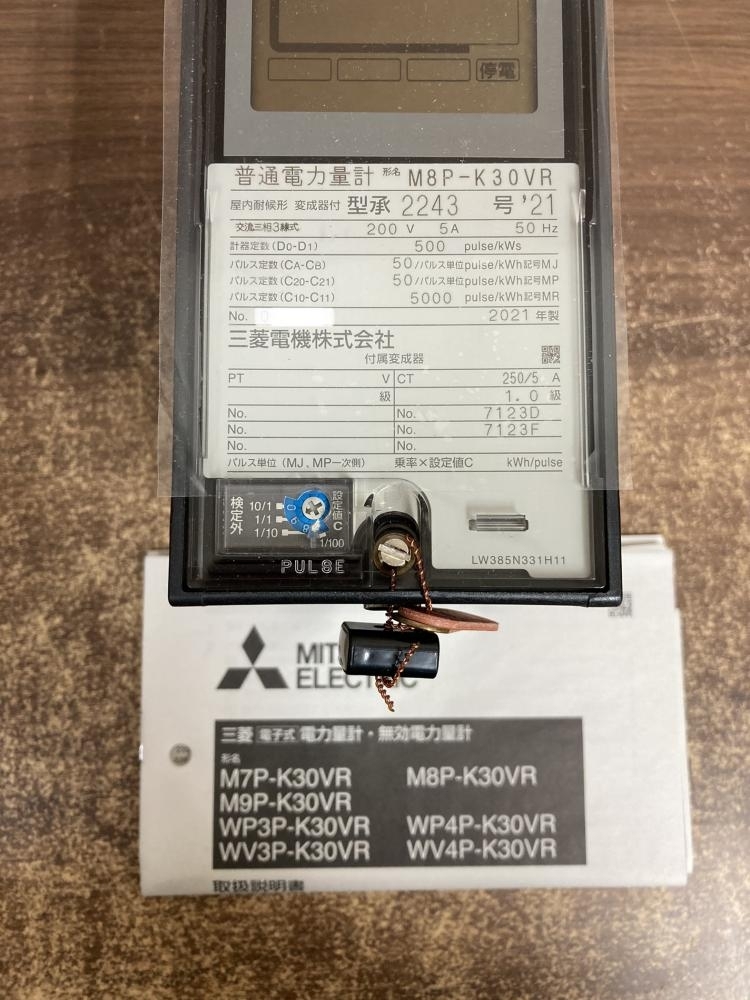 停電
普通電力量計 形名 M8P-K30VR
屋内耐候形 変成器付 型承 2243 号 '21
交流三相3線式 200 V 5A 50 Hz
計器定数(D0-D1) 500 pulse/kWs
パルス定数(CA-CB) 50/パルス単位pulse/kWh記号MJ
パルス定数(C20-C21) 50/パルス単位pulse/kWh記号MP
パルス定数(C10-C11) 5000 pulse/kWh記号MR
No. 2021 年製
三菱電機株式会社
付属変成器
PT V CT 250/5 A
級 1.0 級
No. No. 7123D
No. No. 7123F
No. No.
パルス単位(MJ、MP一次側) 乗率×設定値C kWh/pulse
検定外
10/1
1/1
1/10
1/100
設定値C
PULSE
LW385N331H11
ELECTRIC
三菱 電子式 電力量計・無効電力量計
形名
M7P-K30VR M8P-K30VR
M9P-K30VR
WP3P-K30VR WP4P-K30VR
WV3P-K30VR WV4P-K30VR
取扱説明書